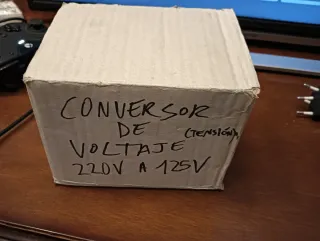 CONVERSOR
DE
(TENSIÓN)
VOLTAJE
220V A 125V